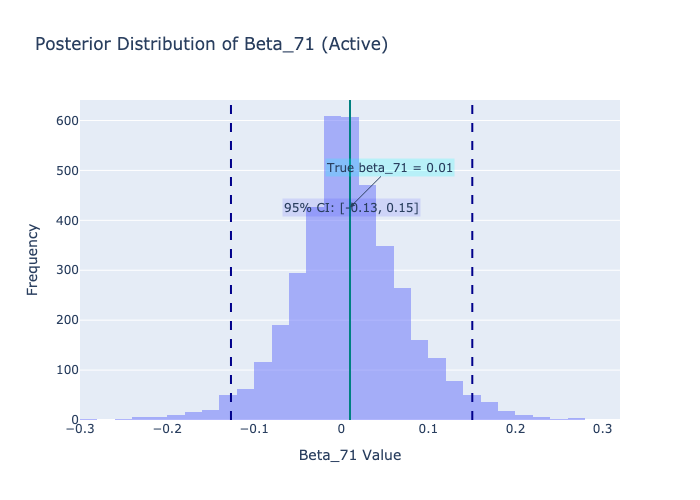 Posterior Distribution of Beta_71 (Active)
600
500
400
300
200
100
0
Frequency
True beta_71 = 0.01
95% CI: [-0.13, 0.15]
−0.3
−0.2
−0.1
0
0.1
0.2
0.3
Beta_71 Value